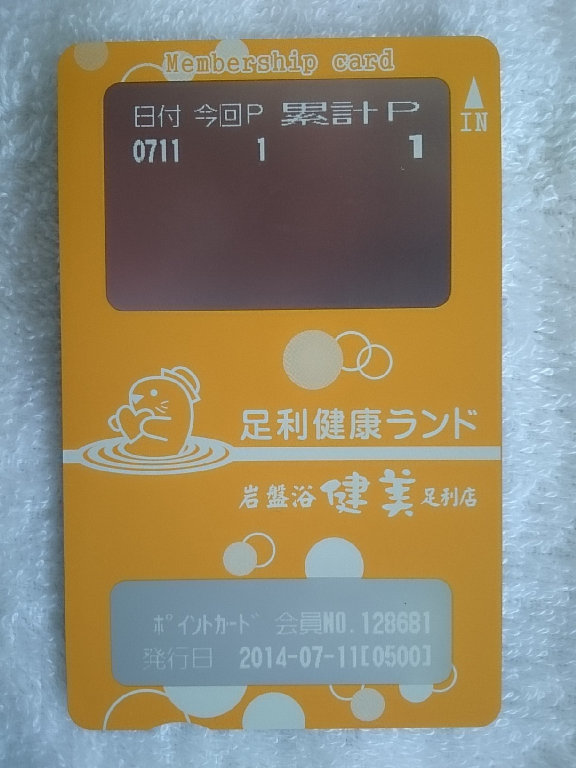 Membership card
IN
日付 今回P 累計P
0711 1 1
足利健康ランド
岩盤浴 健美 足利店
ポイントカード 会員NO. 128681
発行日 2014-07-11[0500]